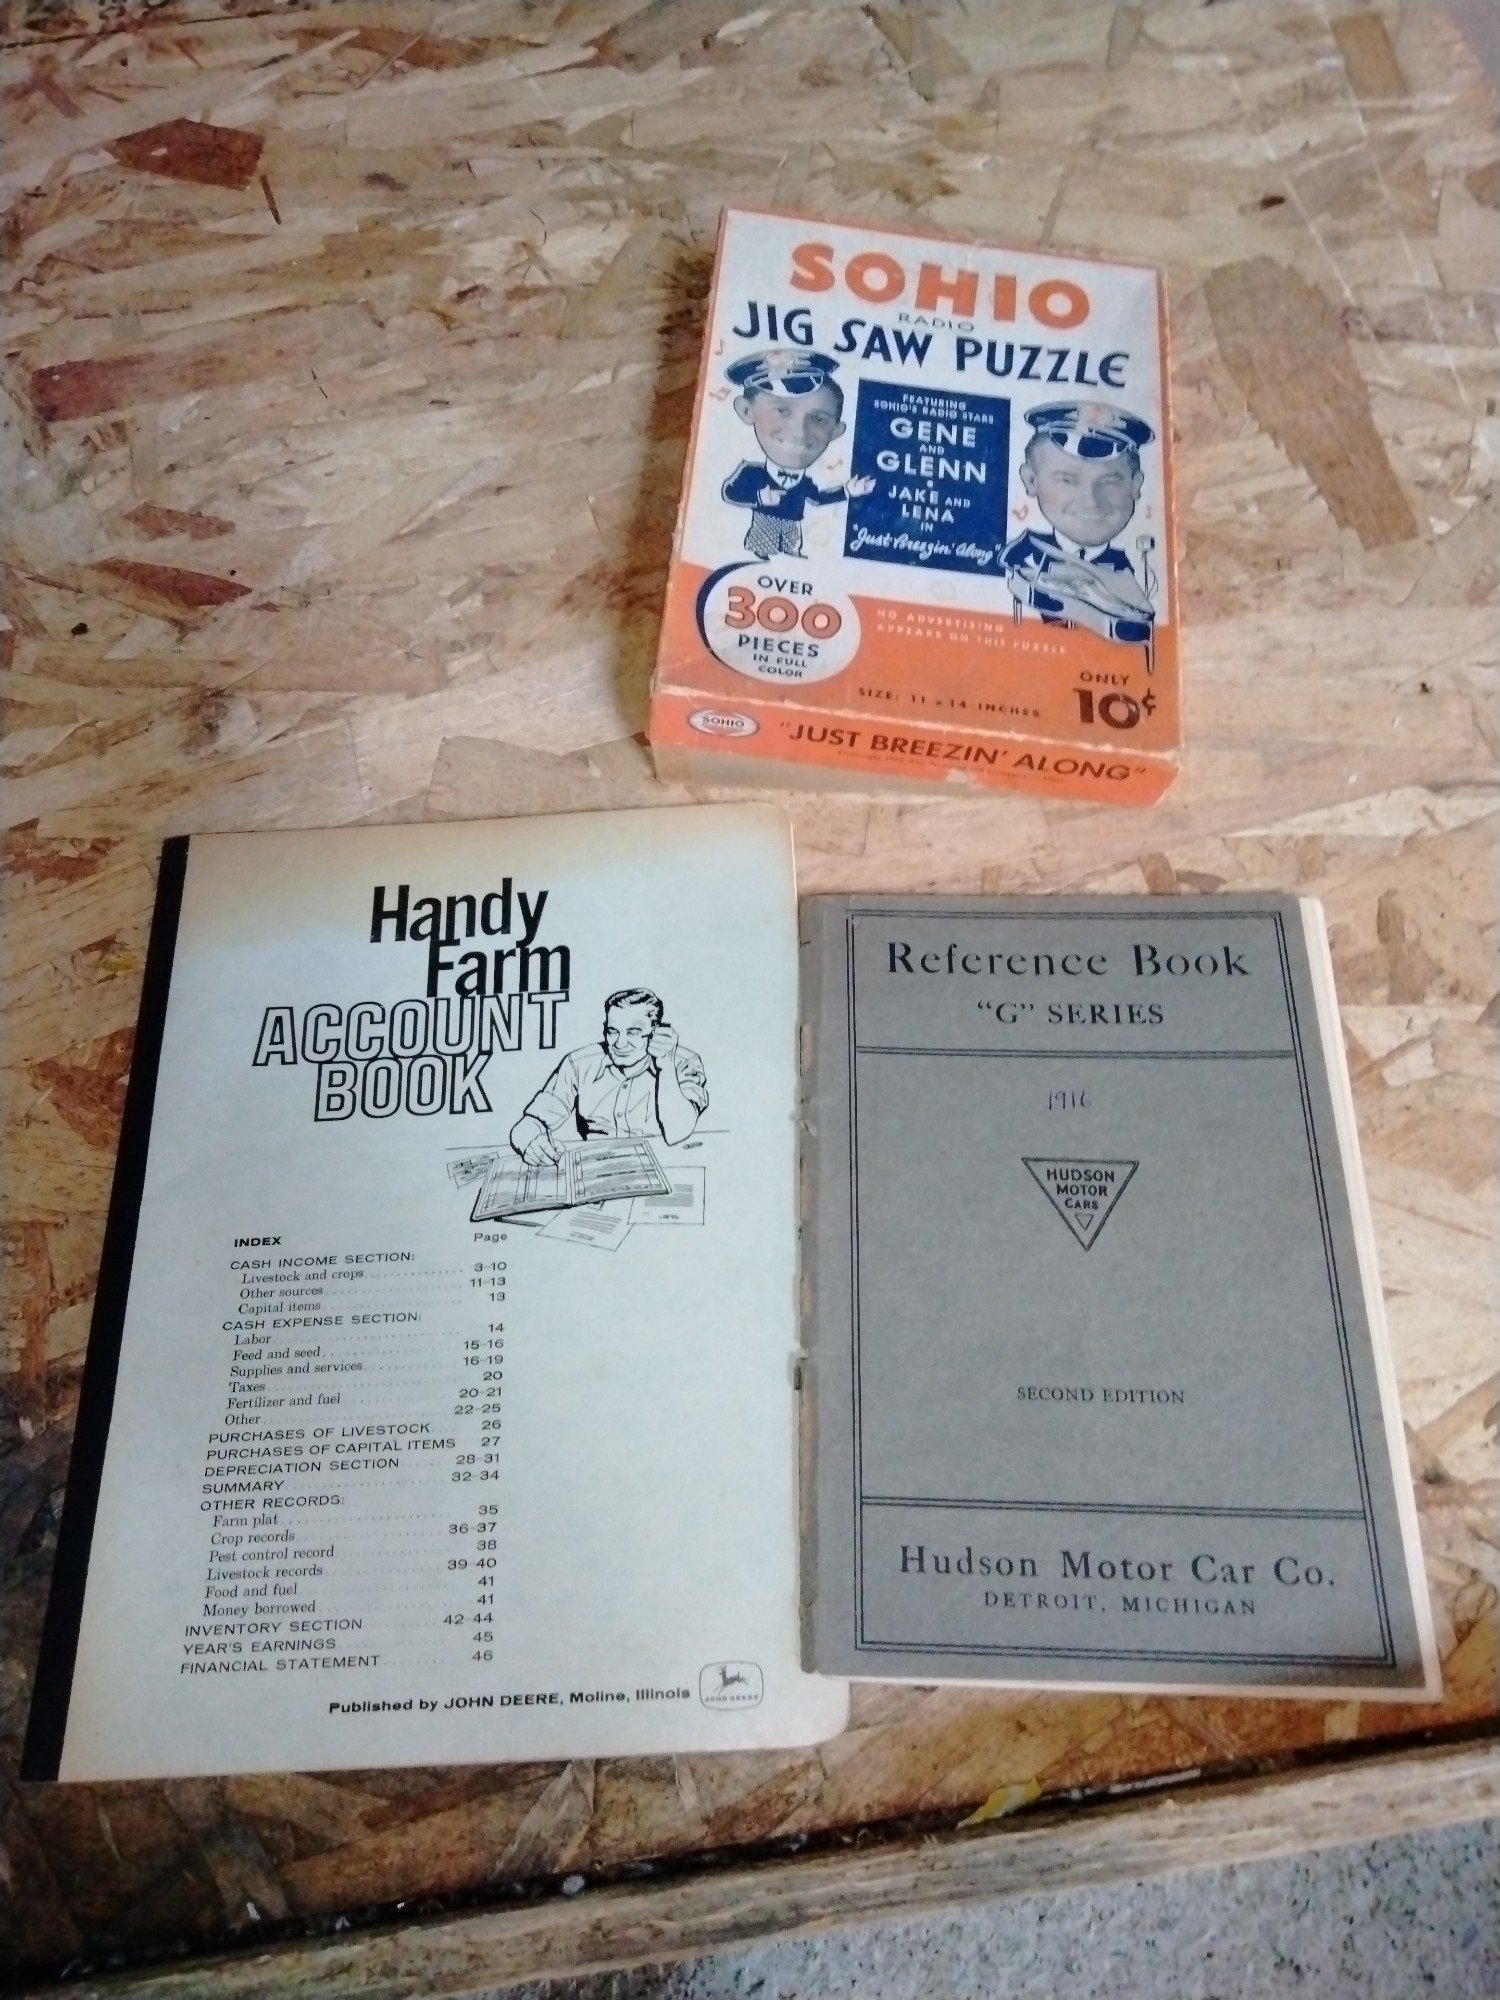 SOHIO
RADIO
JIG SAW PUZZLE
FEATURING
SOHIO'S RADIO STARS
GENE
AND
GLENN
JAKE AND
LENA
IN
"Just Breezin' Along"
OVER
300
PIECES
IN FULL
COLOR
NO ADVERTISING
APPEARS ON THIS PUZZLE
SIZE: 11 x 14 INCHES
ONLY
10¢
SOHIO
"JUST BREEZIN' ALONG"
Handy
Farm
ACCOUNT
BOOK
INDEX Page
CASH INCOME SECTION:
Livestock and crops 3-10
Other sources 11-13
Capital items 13
CASH EXPENSE SECTION:
Labor 14
Feed and seed 15-16
Supplies and services 16-19
Taxes 20
Fertilizer and fuel 20-21
Other 22-25
PURCHASES OF LIVESTOCK 26
PURCHASES OF CAPITAL ITEMS 27
DEPRECIATION SECTION 28-31
SUMMARY 32-34
OTHER RECORDS:
Farm plat 35
Crop records 36-37
Pest control record 38
Livestock records 39-40
Food and fuel 41
Money borrowed 41
INVENTORY SECTION 42-44
YEAR'S EARNINGS 45
FINANCIAL STATEMENT 46
Published by JOHN DEERE, Moline, Illinois
JOHN DEERE
Reference Book
"G" SERIES
1916
HUDSON
MOTOR
CARS
SECOND EDITION
Hudson Motor Car Co.
DETROIT, MICHIGAN